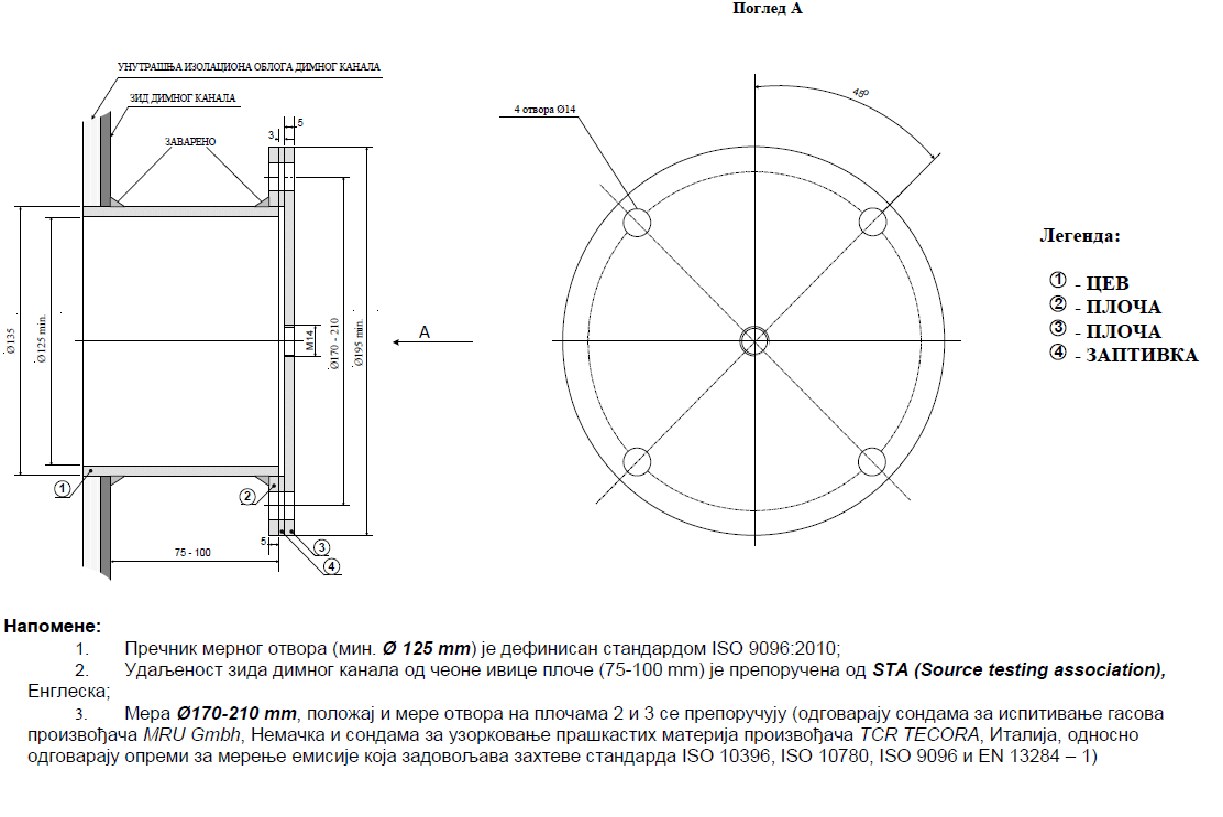 Поглед А
УНУТРАШЊА ИЗОЛАЦИОНА ОБЛОГА ДИМНОГ КАНАЛА
ЗИД ДИМНОГ КАНАЛА
ЗАВАРЕНО
3
5
4 отвора Ø14
45º
Ø135
Ø125 min.
M14
Ø170 - 210
Ø195 min.
A
Легенда:
① - ЦЕВ
② - ПЛОЧА
③ - ПЛОЧА
④ - ЗАПТИВКА
①
②
③
④
5
75 - 100
Напомене:
1. Пречник мерног отвора (мин. Ø 125 mm) је дефинисан стандардом ISO 9096:2010;
2. Удаљеност зида димног канала од чеоне ивице плоче (75-100 mm) је препоручена од STA (Source testing association),
Енглеска;
3. Мера Ø170-210 mm, положај и мере отвора на плочама 2 и 3 се препоручују (одговарају сондама за испитивање гасова
произвођача MRU Gmbh, Немачка и сондама за узорковање прашкастих материја произвођача TCR TECORA, Италија, односно
одговарају опреми за мерење емисије која задовољава захтеве стандарда ISO 10396, ISO 10780, ISO 9096 и EN 13284 – 1)